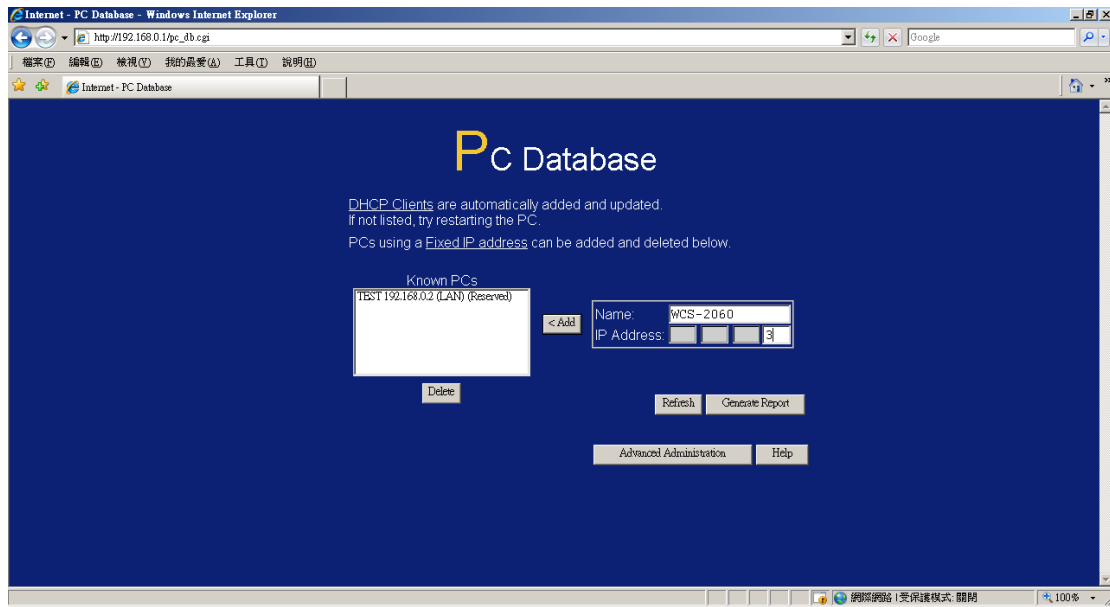 Internet - PC Database - Windows Internet Explorer
http://192.168.0.1/pc_db.cgi
Google
檔案(F) 編輯(E) 檢視(V) 我的最愛(A) 工具(T) 說明(H)
Internet - PC Database
PC Database
DHCP Clients are automatically added and updated.
If not listed, try restarting the PC.
PCs using a Fixed IP address can be added and deleted below.
Known PCs
TEST 192.168.0.2 (LAN) (Reserved)
< Add
Name: WCS-2060
IP Address: 3
Delete
Refresh Generate Report
Advanced Administration Help
網際網路 | 受保護模式: 關閉 100%